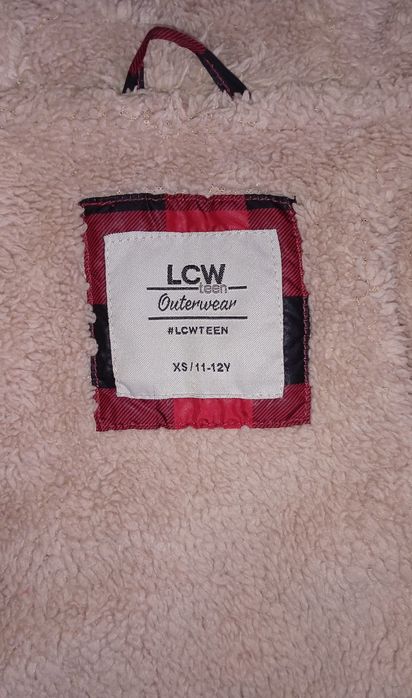 LCW
teen
Outerwear
#LCWTEEN
XS/11-12Y